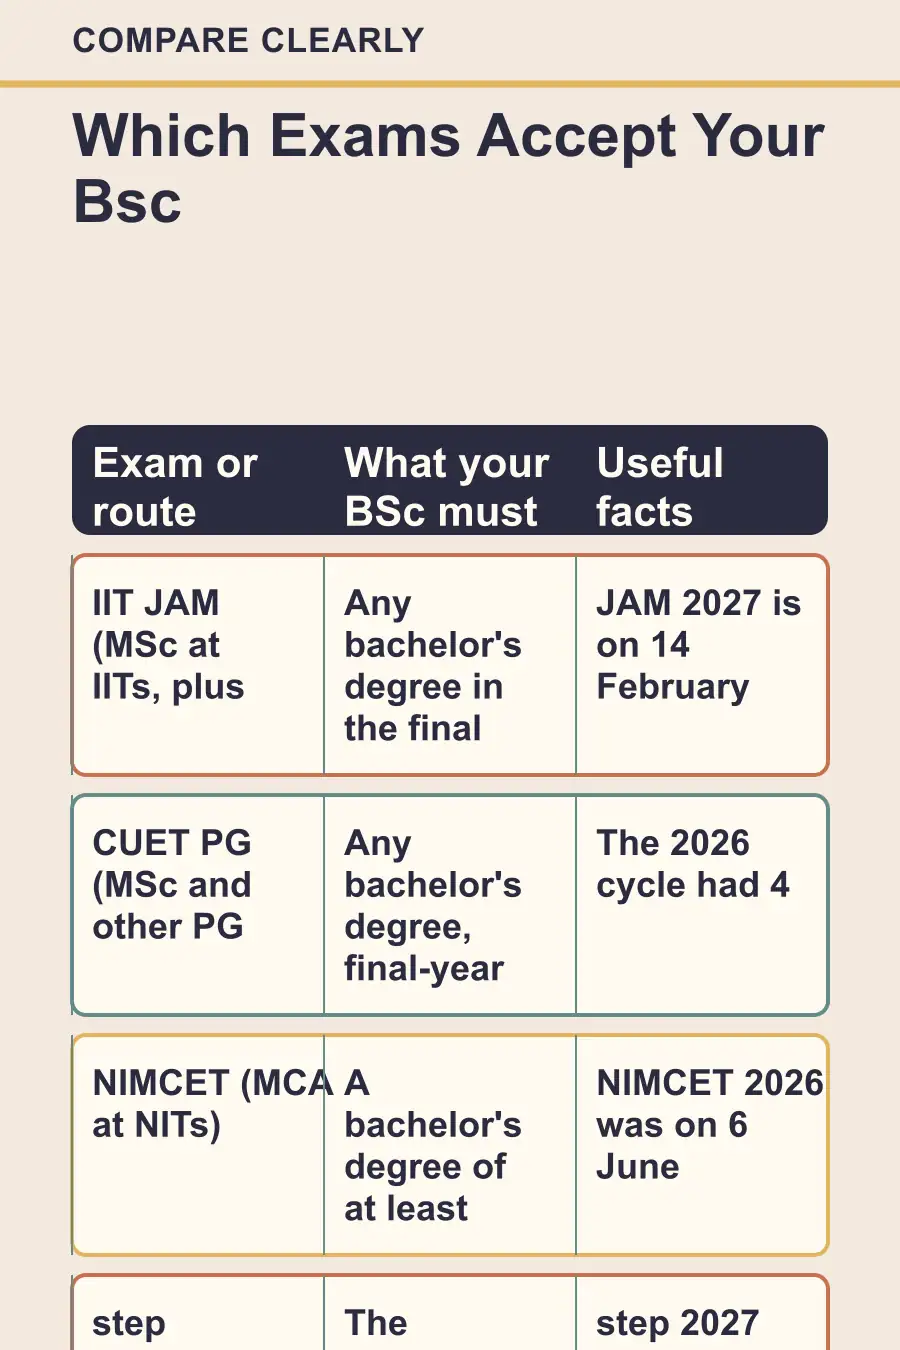 COMPARE CLEARLY
Which Exams Accept Your
Bsc
Exam or
route
What your
BSc must
Useful
facts
IIT JAM
(MSc at
IITs, plus
Any
bachelor's
degree in
the final
JAM 2027 is
on 14
February
CUET PG
(MSc and
other PG
Any
bachelor's
degree,
final-year
The 2026
cycle had 4
NIMCET (MCA
at NITs)
A
bachelor's
degree of
at least
NIMCET 2026
was on 6
June
step
The
step 2027